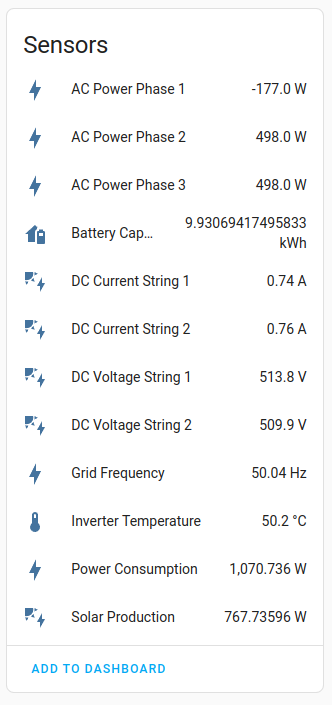 Sensors
AC Power Phase 1 -177.0 W
AC Power Phase 2 498.0 W
AC Power Phase 3 498.0 W
Battery Cap... 9.93069417495833
kWh
DC Current String 1 0.74 A
DC Current String 2 0.76 A
DC Voltage String 1 513.8 V
DC Voltage String 2 509.9 V
Grid Frequency 50.04 Hz
Inverter Temperature 50.2 °C
Power Consumption 1,070.736 W
Solar Production 767.73596 W
ADD TO DASHBOARD